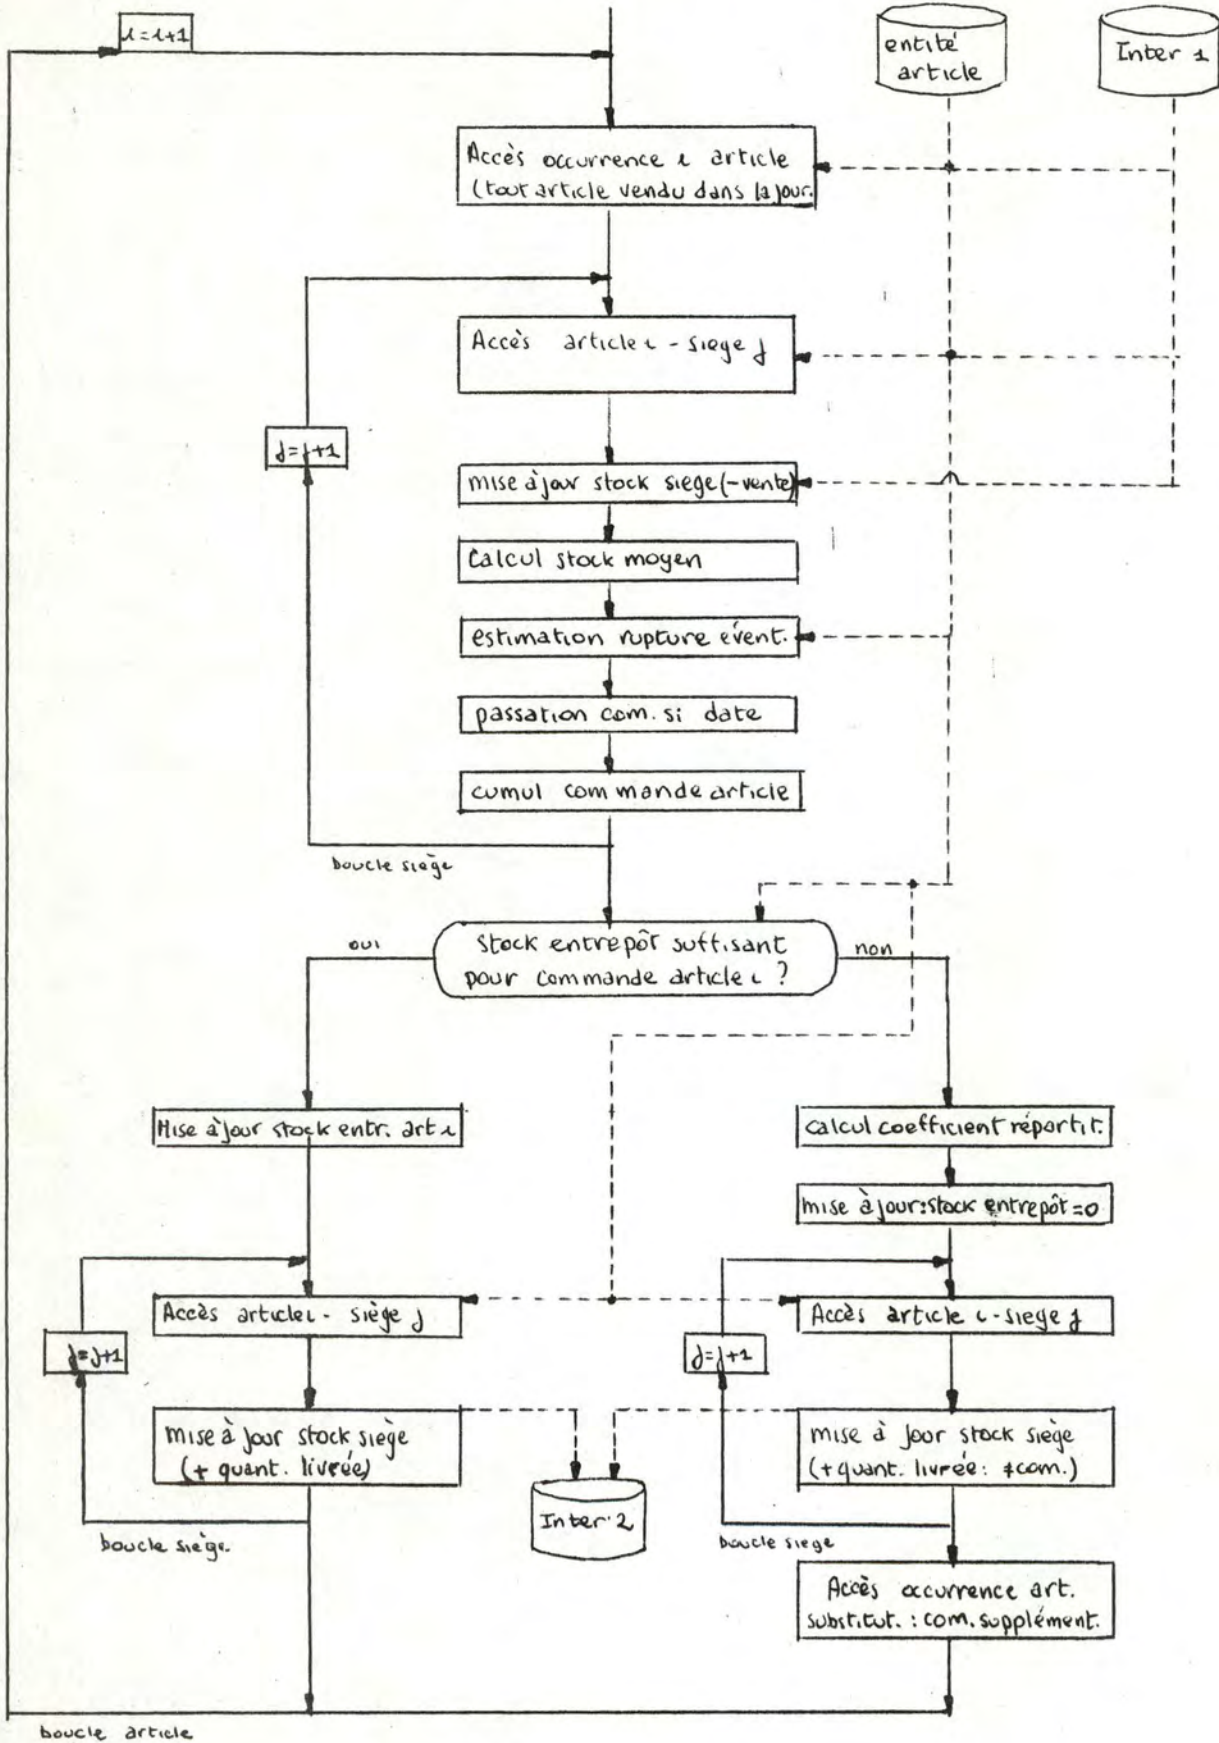 i=i+1
entité
article
Inter 1
Accès occurrence i article
(tout article vendu dans la jour.
Accès article i - siege j
j=j+1
mise à jour stock siege (-vente)
Calcul stock moyen
estimation rupture évent.
passation com. si date
cumul commande article
boucle siège
stock entrepôt suffisant
pour commande article i ?
oui
non
Mise à jour stock entr. art i
calcul coefficient répartit.
mise à jour: stock entrepôt = 0
Accès article i - siège j
Accès article i - siege j
j=j+1
j=j+1
mise à jour stock siège
(+ quant. livrée)
mise à jour stock siège
(+ quant. livrée: ≠com.)
Inter 2
boucle siège.
boucle siege
Accès occurrence art.
substitut. : com. supplément.
boucle article